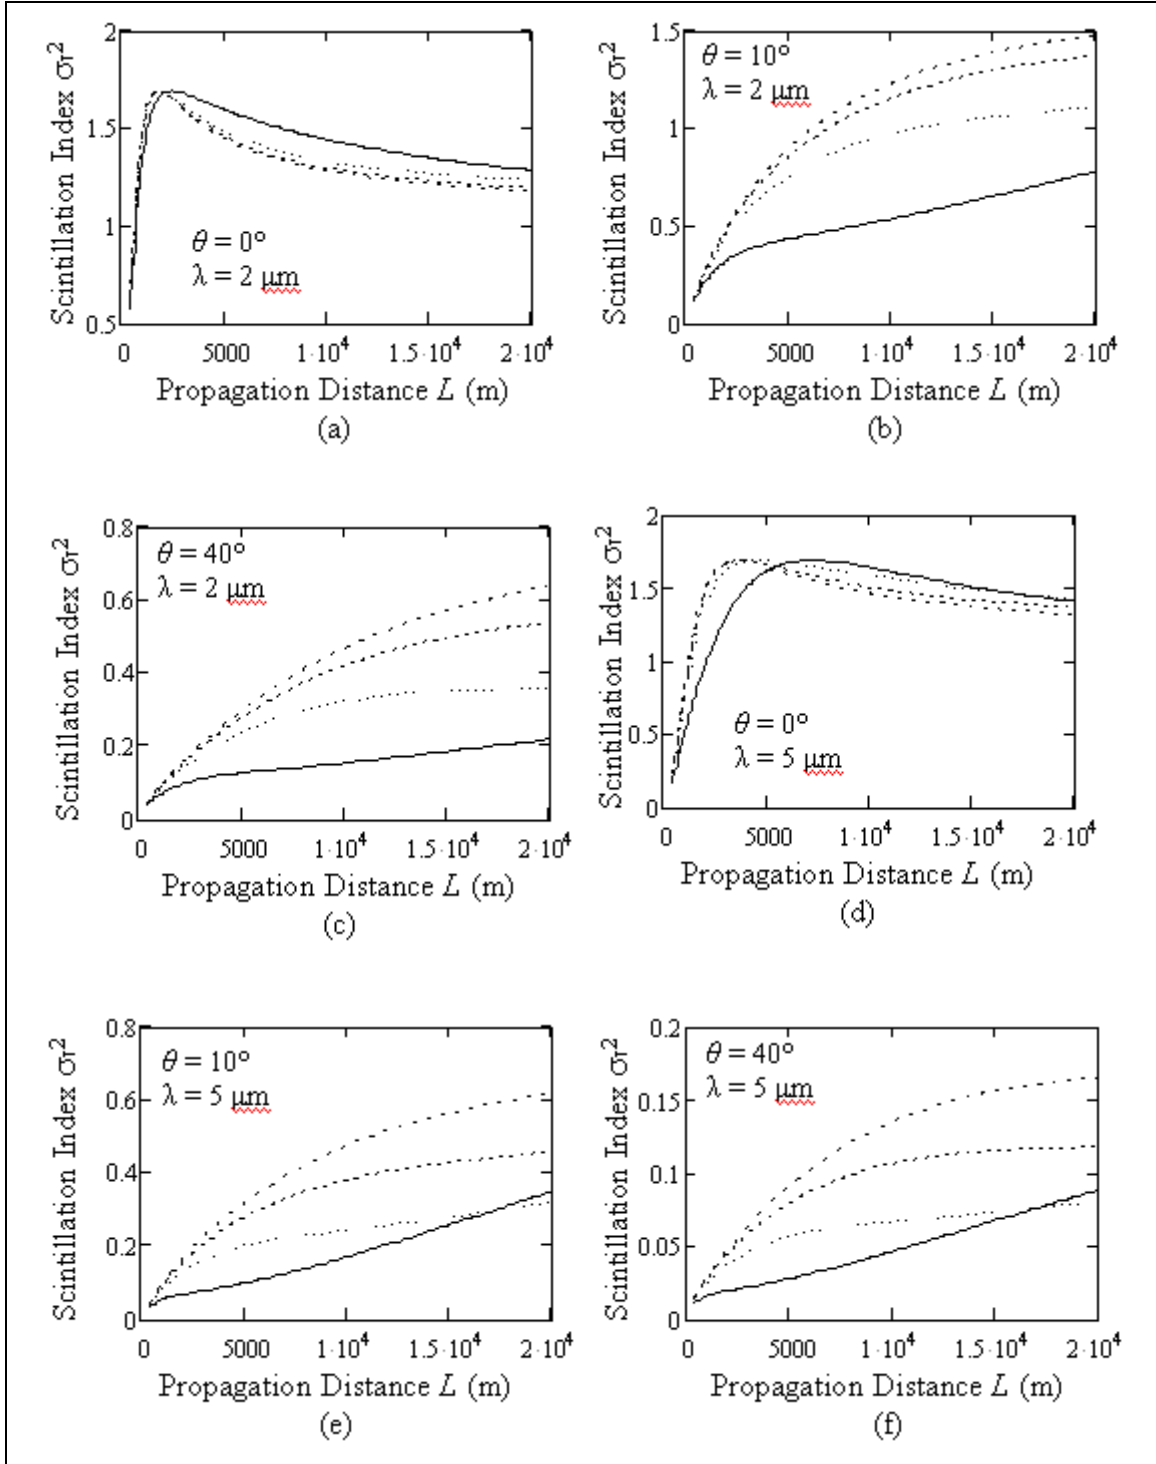 Scintillation Index σr²
2
1.5
1
0.5
θ = 0°
λ = 2 μm
0 5000 1·10⁴ 1.5·10⁴ 2·10⁴
Propagation Distance L (m)
(a)
Scintillation Index σr²
1.5
1
0.5
0
θ = 10°
λ = 2 μm
0 5000 1·10⁴ 1.5·10⁴ 2·10⁴
Propagation Distance L (m)
(b)
Scintillation Index σr²
0.8
0.6
0.4
0.2
0
θ = 40°
λ = 2 μm
0 5000 1·10⁴ 1.5·10⁴ 2·10⁴
Propagation Distance L (m)
(c)
Scintillation Index σr²
2
1.5
1
0.5
0
θ = 0°
λ = 5 μm
0 5000 1·10⁴ 1.5·10⁴ 2·10⁴
Propagation Distance L (m)
(d)
Scintillation Index σr²
0.8
0.6
0.4
0.2
0
θ = 10°
λ = 5 μm
0 5000 1·10⁴ 1.5·10⁴ 2·10⁴
Propagation Distance L (m)
(e)
Scintillation Index σr²
0.2
0.15
0.1
0.05
0
θ = 40°
λ = 5 μm
0 5000 1·10⁴ 1.5·10⁴ 2·10⁴
Propagation Distance L (m)
(f)